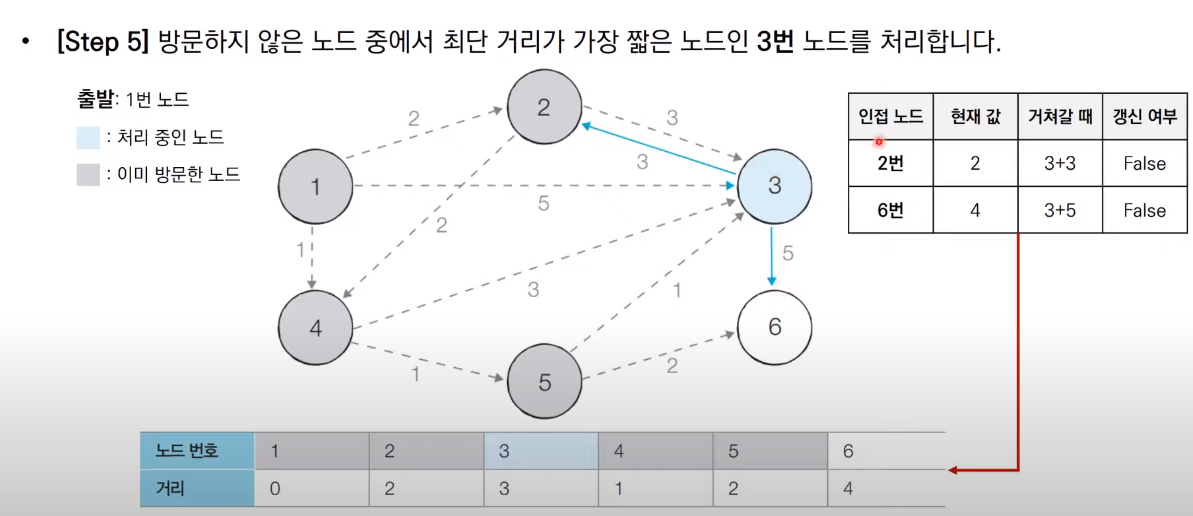 • [Step 5] 방문하지 않은 노드 중에서 최단 거리가 가장 짧은 노드인 3번 노드를 처리합니다.
출발: 1번 노드
: 처리 중인 노드
: 이미 방문한 노드
인접 노드 현재 값 거쳐갈 때 갱신 여부
2번 2 3+3 False
6번 4 3+5 False
2
2 3
3
1 3
5
2
1
5
3 1
4 6
1 5 2
노드 번호 1 2 3 4 5 6
거리 0 2 3 1 2 4